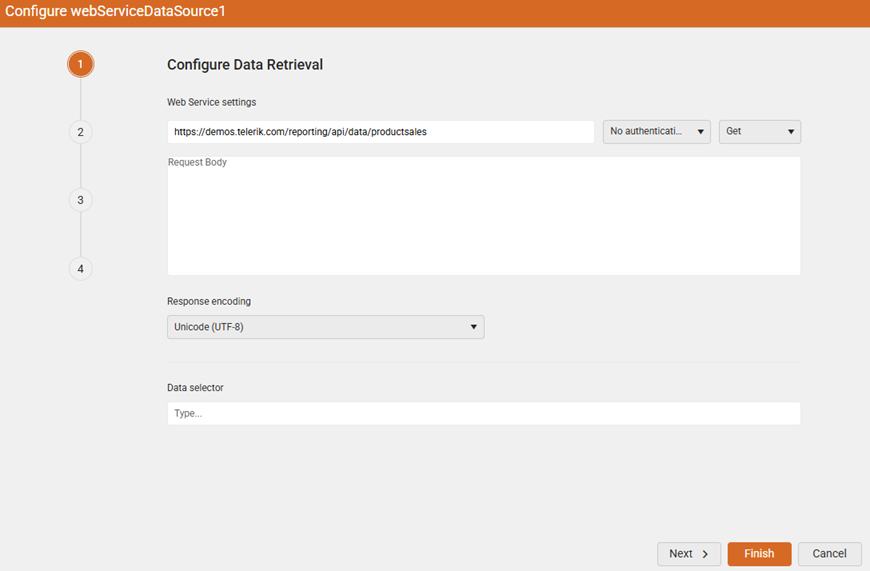 Configure webServiceDataSource1
1
Configure Data Retrieval
Web Service settings
https://demos.telerik.com/reporting/api/data/productsales
No authenticati...
Get
2
Request Body
3
4
Response encoding
Unicode (UTF-8)
Data selector
Type...
Next
Finish
Cancel